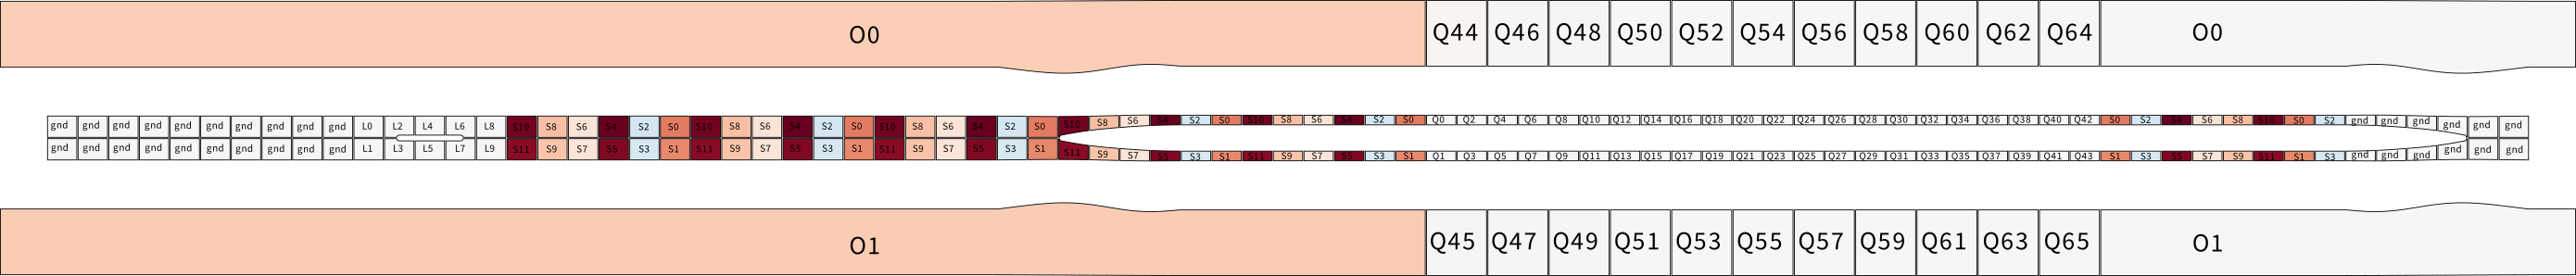 O0 Q44 Q46 Q48 Q50 Q52 Q54 Q56 Q58 Q60 Q62 Q64 O0
gnd gnd gnd gnd gnd gnd gnd gnd gnd gnd L0 L2 L4 L6 L8 S10 S8 S6 S4 S2 S0 S10 S8 S6 S4 S2 S0 S10 S8 S6 S4 S2 S0 S10 S8 S6 S4 S2 S0 S10 S8 S6 S4 S2 S0 Q0 Q2 Q4 Q6 Q8 Q10 Q12 Q14 Q16 Q18 Q20 Q22 Q24 Q26 Q28 Q30 Q32 Q34 Q36 Q38 Q40 Q42 S0 S2 S4 S6 S8 S10 S0 S2 gnd gnd gnd gnd gnd gnd
gnd gnd gnd gnd gnd gnd gnd gnd gnd gnd L1 L3 L5 L7 L9 S11 S9 S7 S5 S3 S1 S11 S9 S7 S5 S3 S1 S11 S9 S7 S5 S3 S1 S11 S9 S7 S5 S3 S1 S11 S9 S7 S5 S3 S1 Q1 Q3 Q5 Q7 Q9 Q11 Q13 Q15 Q17 Q19 Q21 Q23 Q25 Q27 Q29 Q31 Q33 Q35 Q37 Q39 Q41 Q43 S1 S3 S5 S7 S9 S11 S1 S3 gnd gnd gnd gnd gnd gnd
O1 Q45 Q47 Q49 Q51 Q53 Q55 Q57 Q59 Q61 Q63 Q65 O1